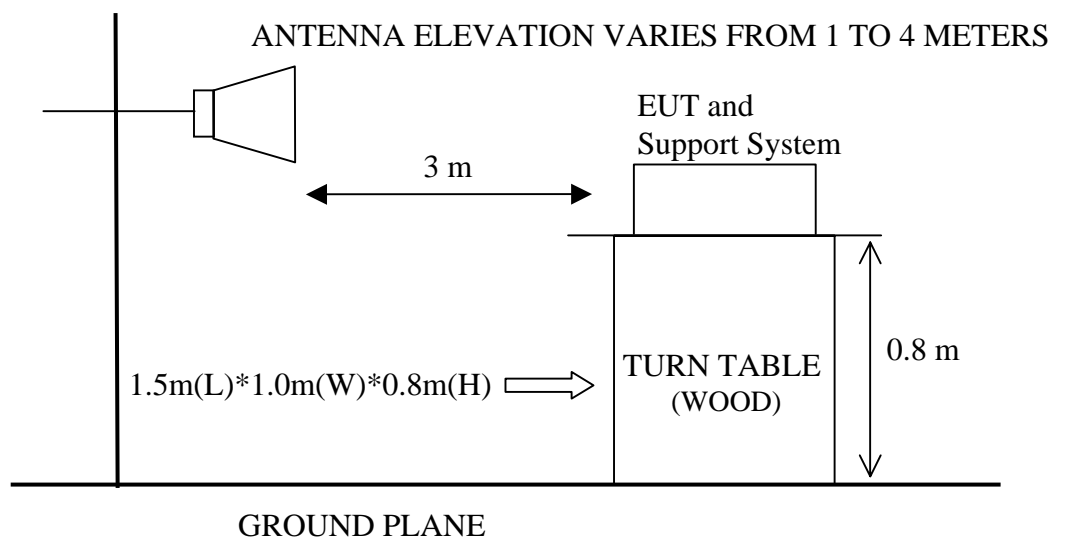 ANTENNA ELEVATION VARIES FROM 1 TO 4 METERS
EUT and
Support System
3 m
0.8 m
1.5m(L)*1.0m(W)*0.8m(H)
TURN TABLE
(WOOD)
GROUND PLANE